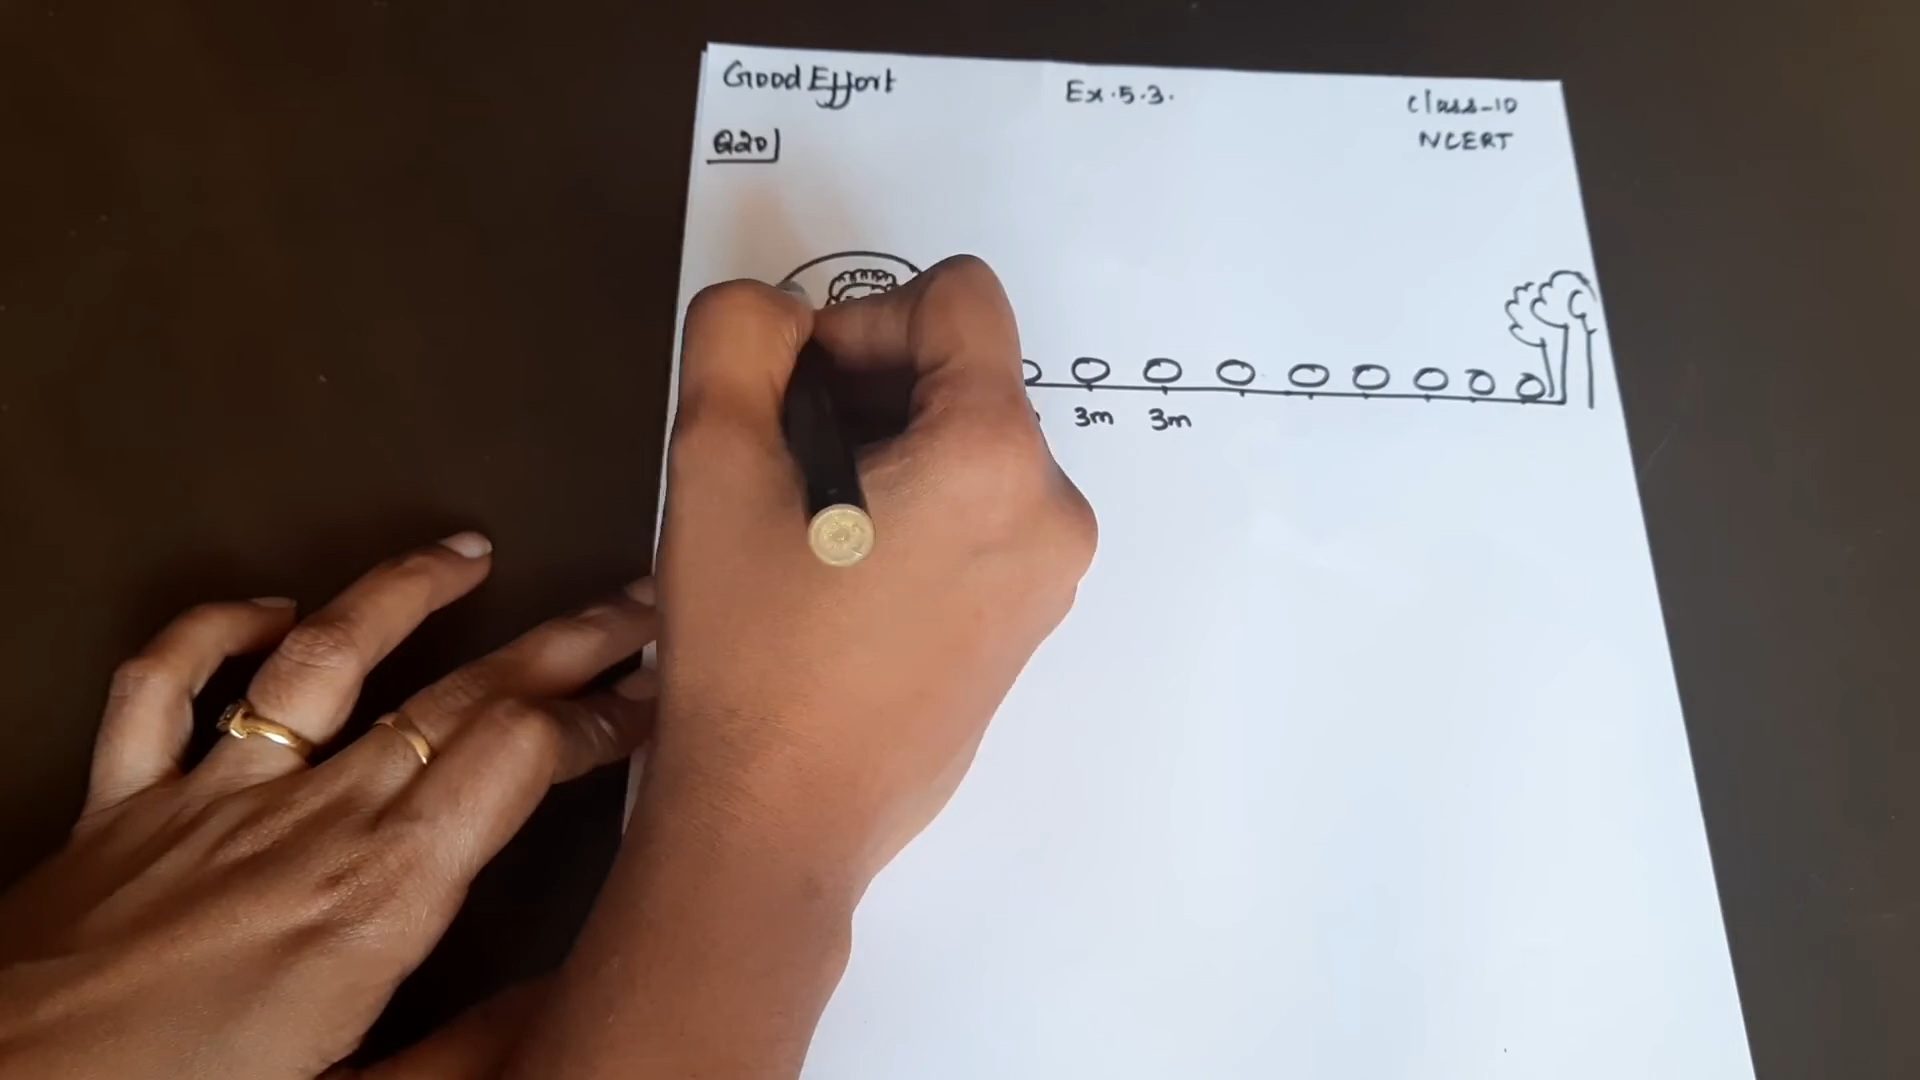 Good Effort
Ex. 5.3.
Class-10
NCERT
Q20
3m 3m